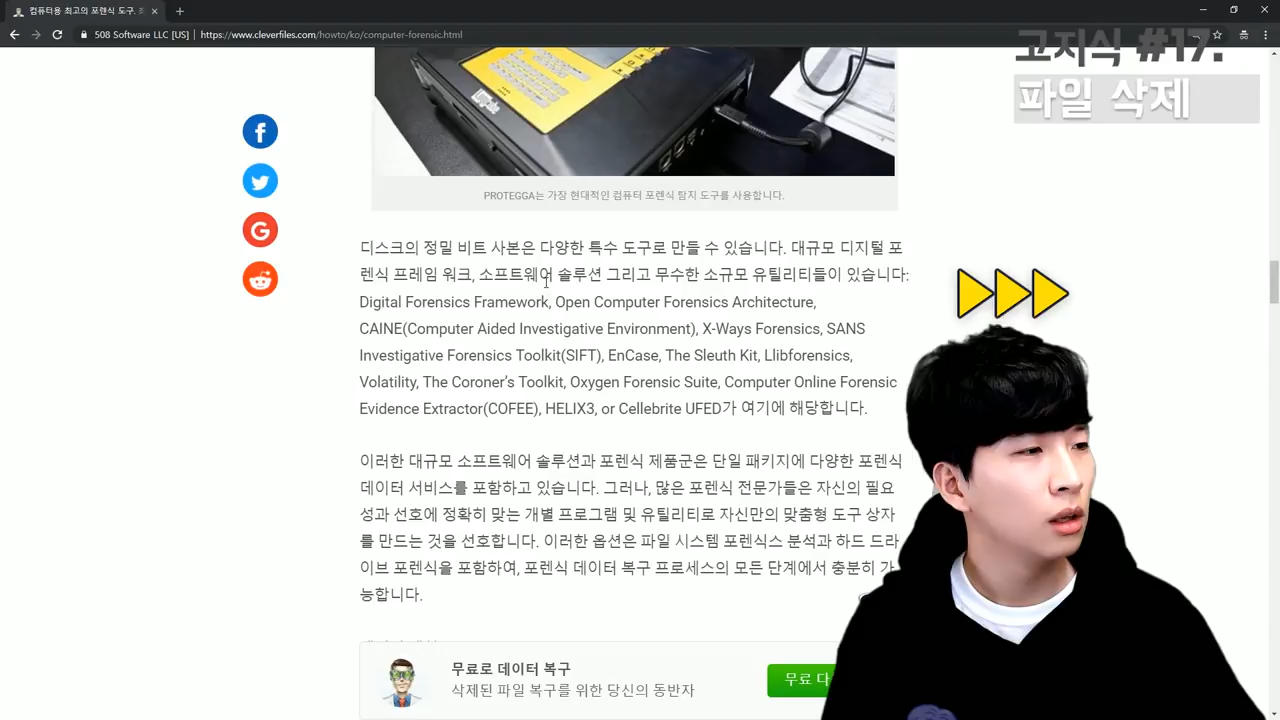 컴퓨터용 최고의 포렌식 도구. 조
508 Software LLC [US] | https://www.cleverfiles.com/howto/ko/computer-forensic.html
고지식 #17.
파일 삭제
PROTEGGA는 가장 현대적인 컴퓨터 포렌식 탐지 도구를 사용합니다.
디스크의 정밀 비트 사본은 다양한 특수 도구로 만들 수 있습니다. 대규모 디지털 포
렌식 프레임 워크, 소프트웨어 솔루션 그리고 무수한 소규모 유틸리티들이 있습니다:
Digital Forensics Framework, Open Computer Forensics Architecture,
CAINE(Computer Aided Investigative Environment), X-Ways Forensics, SANS
Investigative Forensics Toolkit(SIFT), EnCase, The Sleuth Kit, Llibforensics,
Volatility, The Coroner’s Toolkit, Oxygen Forensic Suite, Computer Online Forensic
Evidence Extractor(COFEE), HELIX3, or Cellebrite UFED가 여기에 해당합니다.
이러한 대규모 소프트웨어 솔루션과 포렌식 제품군은 단일 패키지에 다양한 포렌식
데이터 서비스를 포함하고 있습니다. 그러나, 많은 포렌식 전문가들은 자신의 필요
성과 선호에 정확히 맞는 개별 프로그램 및 유틸리티로 자신만의 맞춤형 도구 상자
를 만드는 것을 선호합니다. 이러한 옵션은 파일 시스템 포렌식스 분석과 하드 드라
이브 포렌식을 포함하여, 포렌식 데이터 복구 프로세스의 모든 단계에서 충분히 가
능합니다.
무료로 데이터 복구
삭제된 파일 복구를 위한 당신의 동반자
무료 다